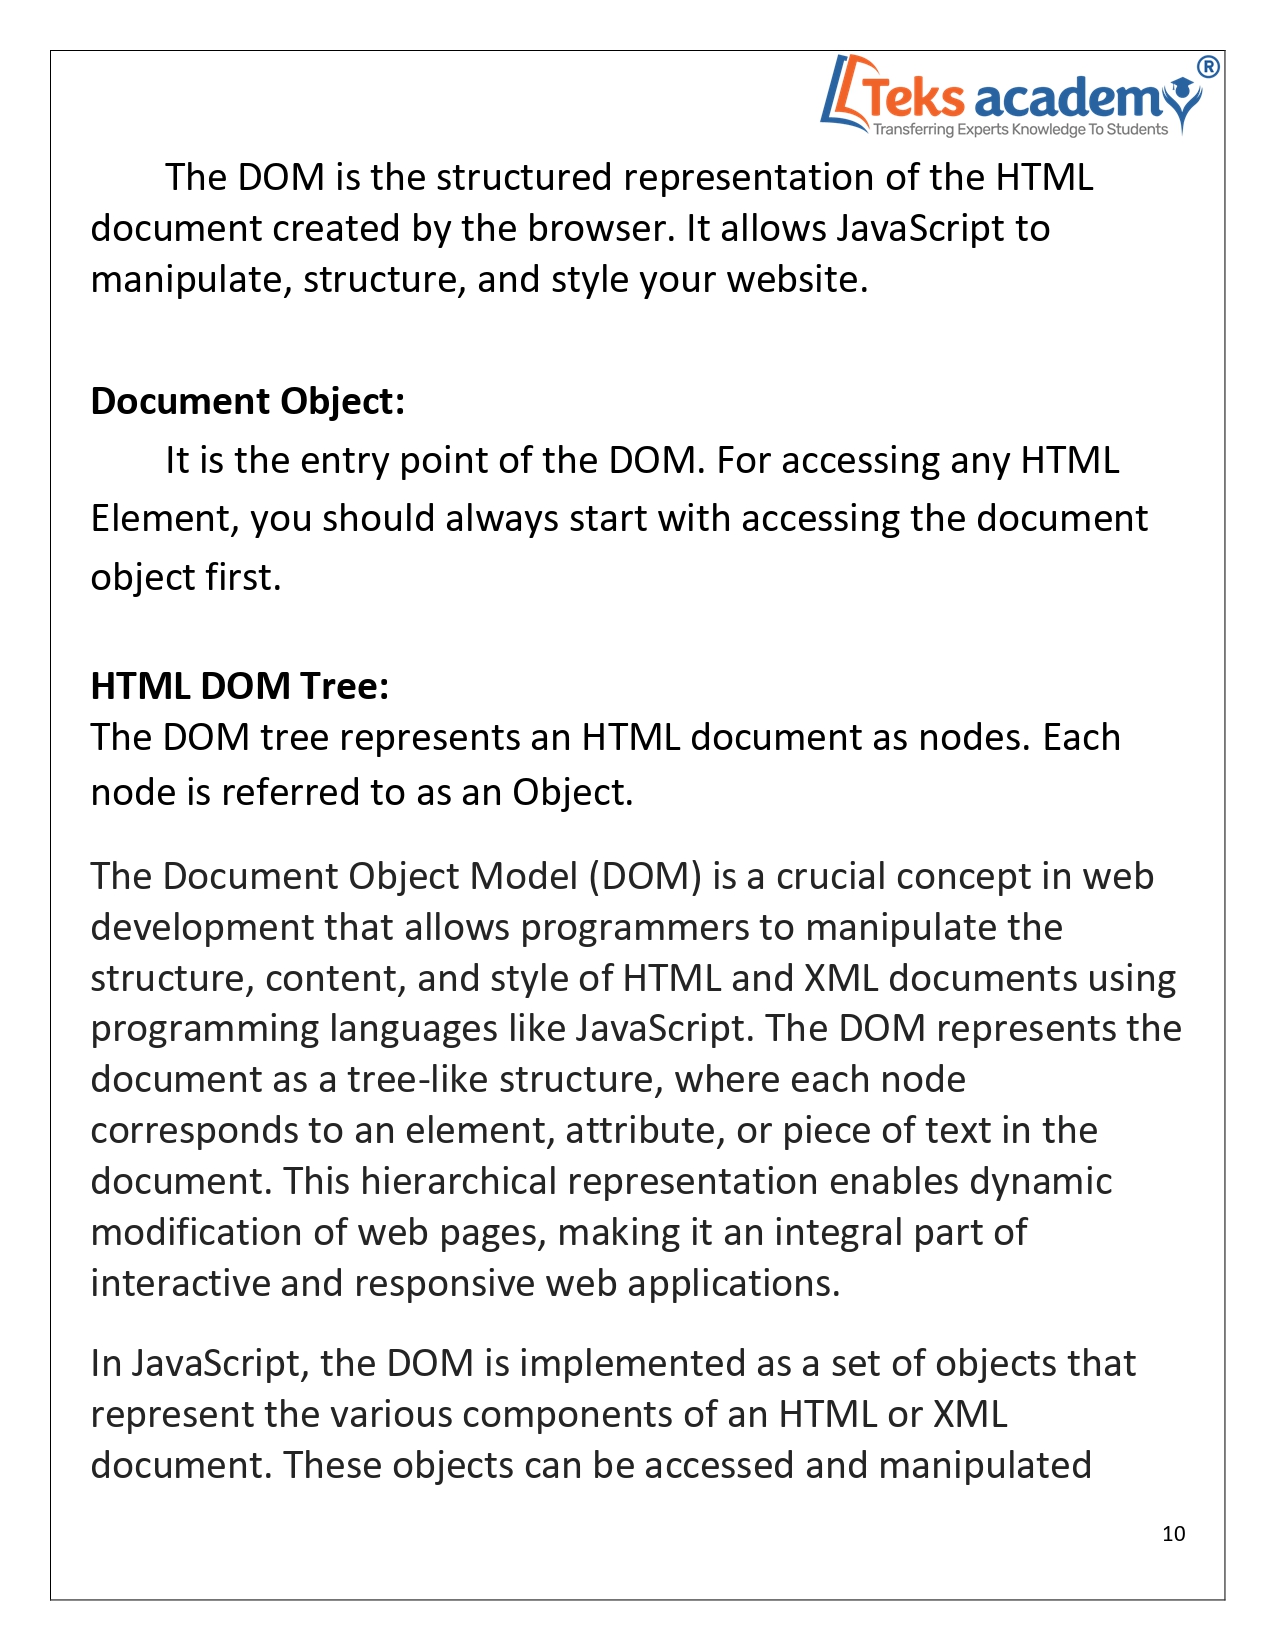 Teks academy®
Transferring Experts Knowledge To Students
The DOM is the structured representation of the HTML
document created by the browser. It allows JavaScript to
manipulate, structure, and style your website.
Document Object:
It is the entry point of the DOM. For accessing any HTML
Element, you should always start with accessing the document
object first.
HTML DOM Tree:
The DOM tree represents an HTML document as nodes. Each
node is referred to as an Object.
The Document Object Model (DOM) is a crucial concept in web
development that allows programmers to manipulate the
structure, content, and style of HTML and XML documents using
programming languages like JavaScript. The DOM represents the
document as a tree-like structure, where each node
corresponds to an element, attribute, or piece of text in the
document. This hierarchical representation enables dynamic
modification of web pages, making it an integral part of
interactive and responsive web applications.
In JavaScript, the DOM is implemented as a set of objects that
represent the various components of an HTML or XML
document. These objects can be accessed and manipulated
10